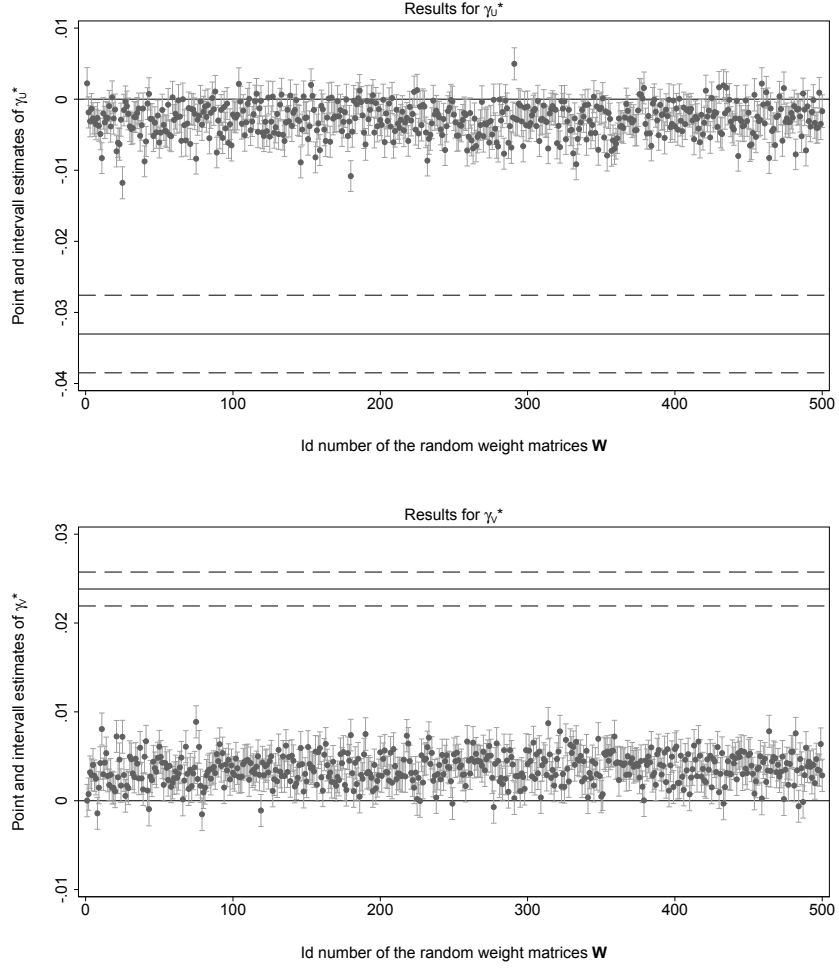 Results for γU*
.01
0
-.01
-.02
-.03
-.04
Point and intervall estimates of γU*
0 100 200 300 400 500
Id number of the random weight matrices W
Results for γV*
.03
.02
.01
0
-.01
Point and intervall estimates of γV*
0 100 200 300 400 500
Id number of the random weight matrices W